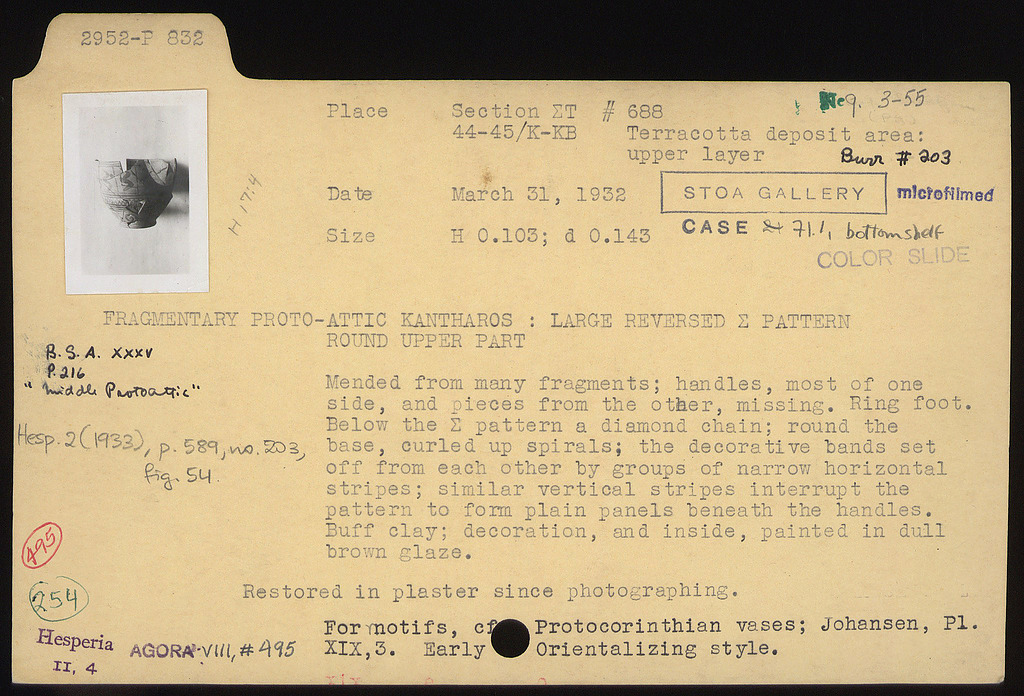 2952-P 832
Neg. 3-55
Place Section ΣT # 688
44-45/K-KB Terracotta deposit area:
upper layer Burr # 203
H 17:4
Date March 31, 1932 STOA GALLERY microfilmed
Size H 0.103; d 0.143 CASE 71.1, bottom shelf
COLOR SLIDE
FRAGMENTARY PROTO-ATTIC KANTHAROS : LARGE REVERSED Σ PATTERN
ROUND UPPER PART
B.S.A. XXXV
P.216
"Middle Protoattic"
Hesp. 2 (1933), p. 589, no. 203,
fig. 54.
Mended from many fragments; handles, most of one
side, and pieces from the other, missing. Ring foot.
Below the Σ pattern a diamond chain; round the
base, curled up spirals; the decorative bands set
off from each other by groups of narrow horizontal
stripes; similar vertical stripes interrupt the
pattern to form plain panels beneath the handles.
Buff clay; decoration, and inside, painted in dull
brown glaze.
495
254
Restored in plaster since photographing.
For motifs, cf Protocorinthian vases; Johansen, Pl.
XIX,3. Early Orientalizing style.
Hesperia
II, 4
AGORA VIII, # 495